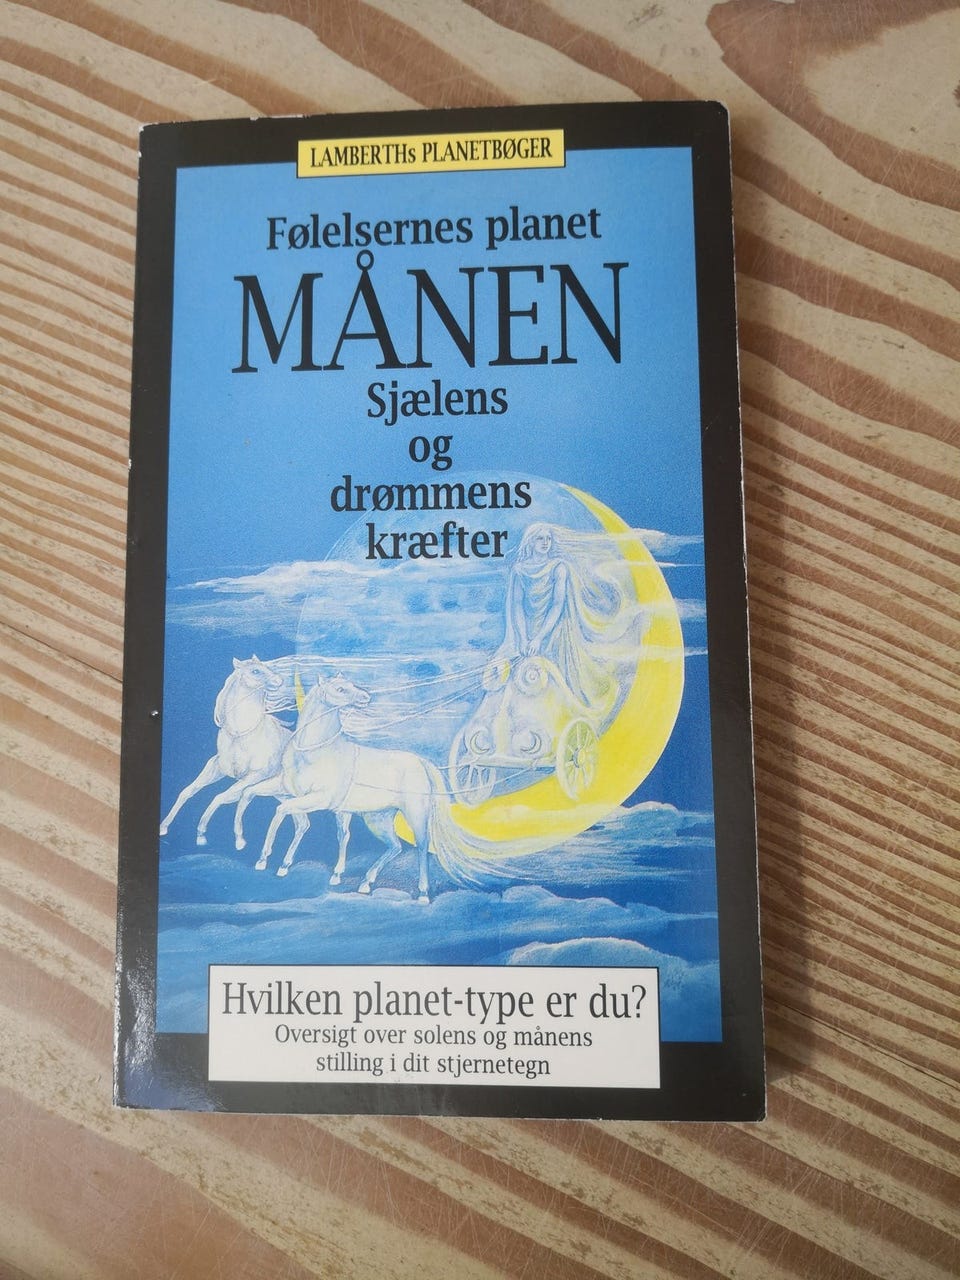 LAMBERTHs PLANETBØGER
Følelsernes planet
MÅNEN
Sjælens
og
drømmens
kræfter
Hvilken planet-type er du?
Oversigt over solens og månens
stilling i dit stjernetegn